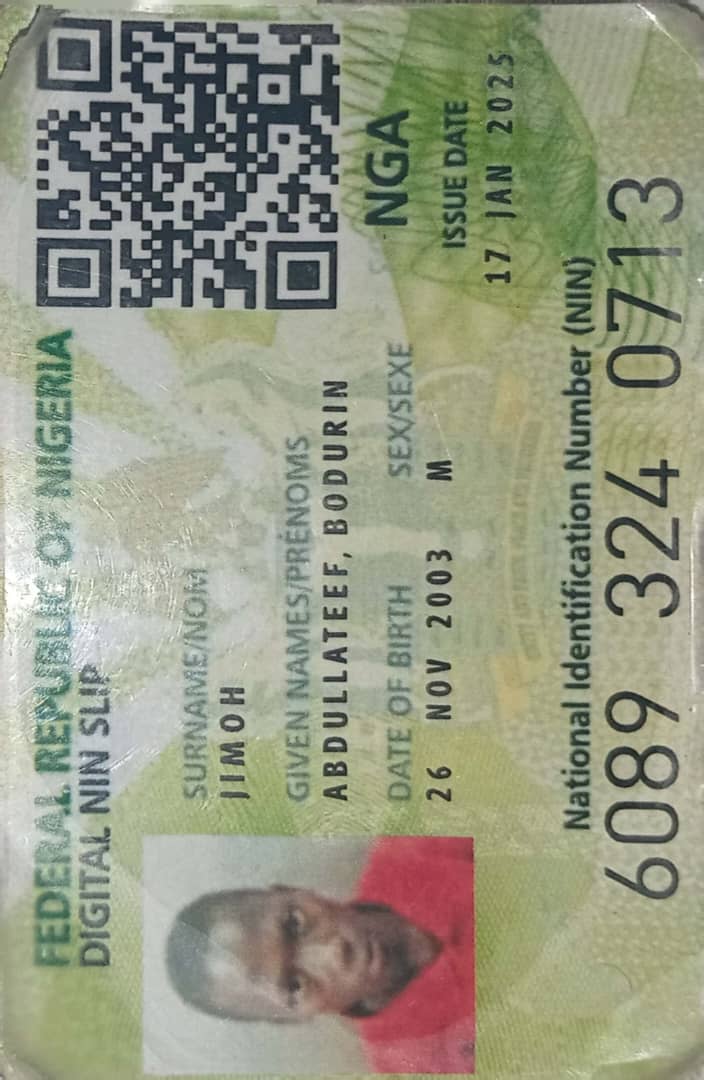 FEDERAL REPUBLIC OF NIGERIA
DIGITAL NIN SLIP
SURNAME/NOM
JIMOH
GIVEN NAMES/PRÉNOMS
ABDULLATEEF, BODURIN
DATE OF BIRTH SEX/SEXE
26 NOV 2003 M
NGA
ISSUE DATE
17 JAN 2025
National Identification Number (NIN)
6089 324 0713